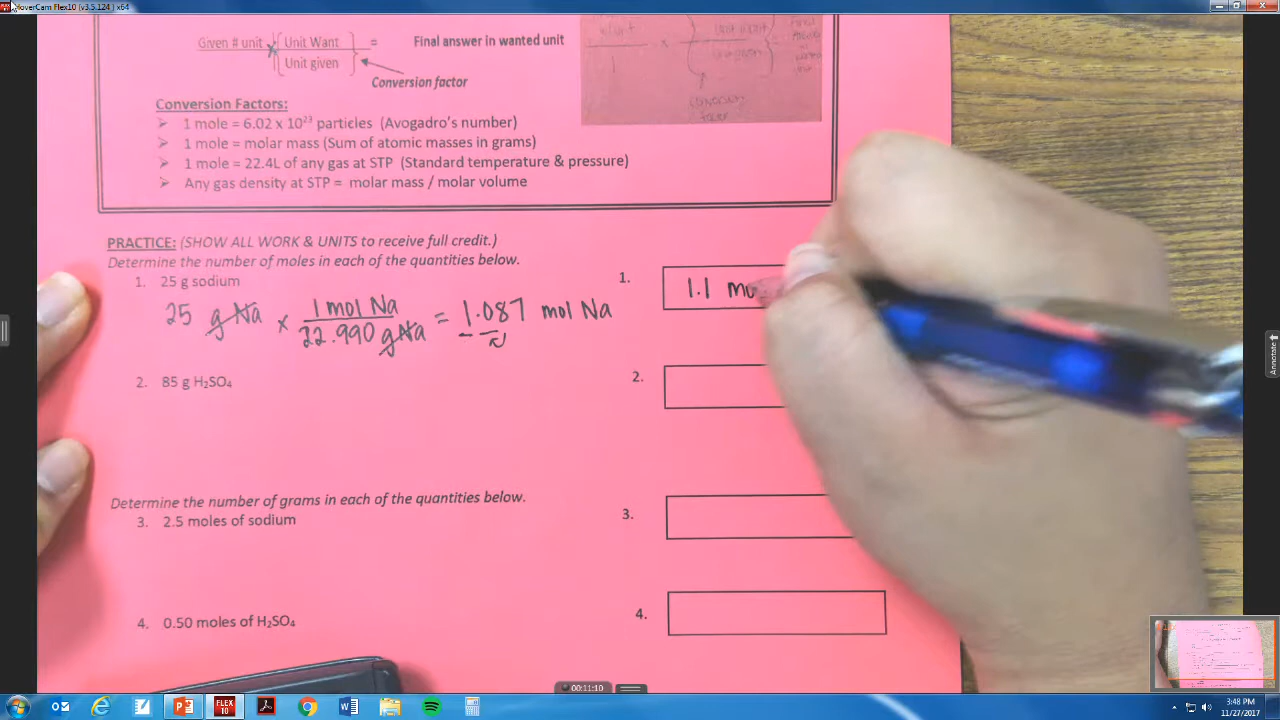 HoverCam Flex10 (v3.5.124 ) x64
Given # unit x ( Unit Want ) = Final answer in wanted unit
Unit given
Conversion factor
Conversion Factors:
➢ 1 mole = 6.02 x 10²³ particles (Avogadro's number)
➢ 1 mole = molar mass (Sum of atomic masses in grams)
➢ 1 mole = 22.4L of any gas at STP (Standard temperature & pressure)
➢ Any gas density at STP = molar mass / molar volume
PRACTICE: (SHOW ALL WORK & UNITS to receive full credit.)
Determine the number of moles in each of the quantities below.
1. 25 g sodium
1.
1.1
25 g Na x 1 mol Na = 1.087 mol Na
22.990 g Na
2. 85 g H₂SO₄
2.
Determine the number of grams in each of the quantities below.
3. 2.5 moles of sodium
3.
4. 0.50 moles of H₂SO₄
4.
Annotate
00:11:10
FLEX
10
3:48 PM
11/27/2017